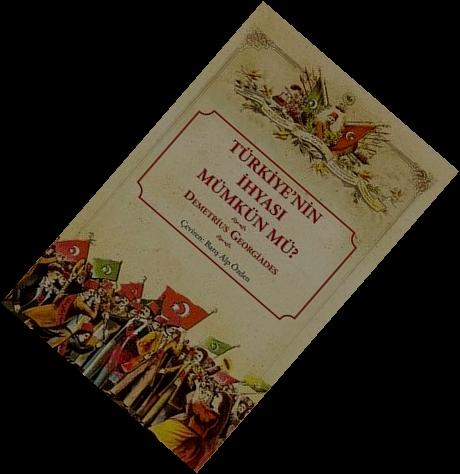 TÜRKİYE'NİN
İHYASI
MÜMKÜN MÜ?
DEMETRIUS GEORGIADES
Çeviren: Barış Alp Özden